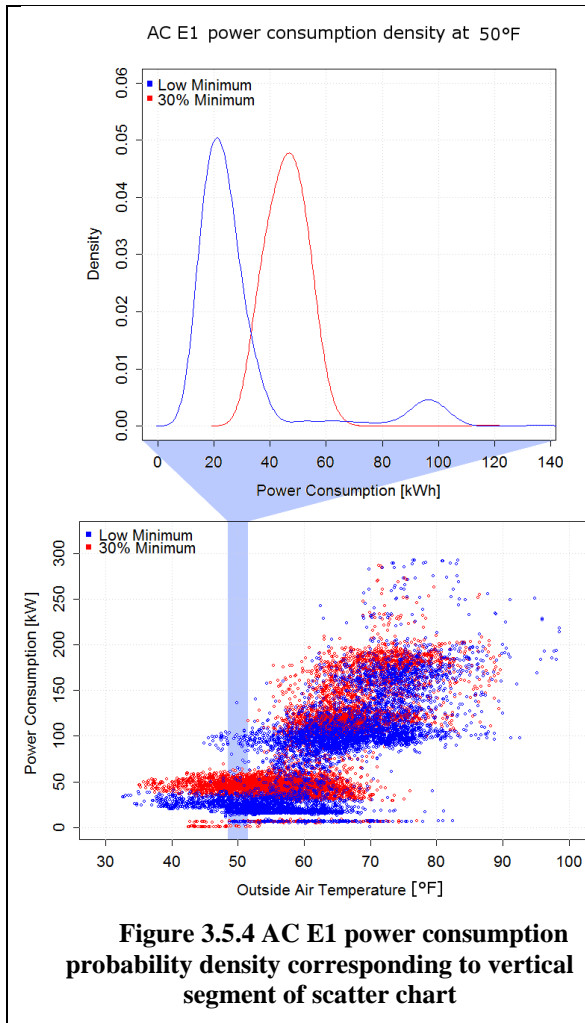 AC E1 power consumption density at 50°F
Low Minimum
30% Minimum
0.06
0.05
0.04
0.03
0.02
0.01
0.00
Density
0 20 40 60 80 100 120 140
Power Consumption [kWh]
Low Minimum
30% Minimum
300
250
200
150
100
50
0
Power Consumption [kW]
30 40 50 60 70 80 90 100
Outside Air Temperature [°F]
Figure 3.5.4 AC E1 power consumption
probability density corresponding to vertical
segment of scatter chart